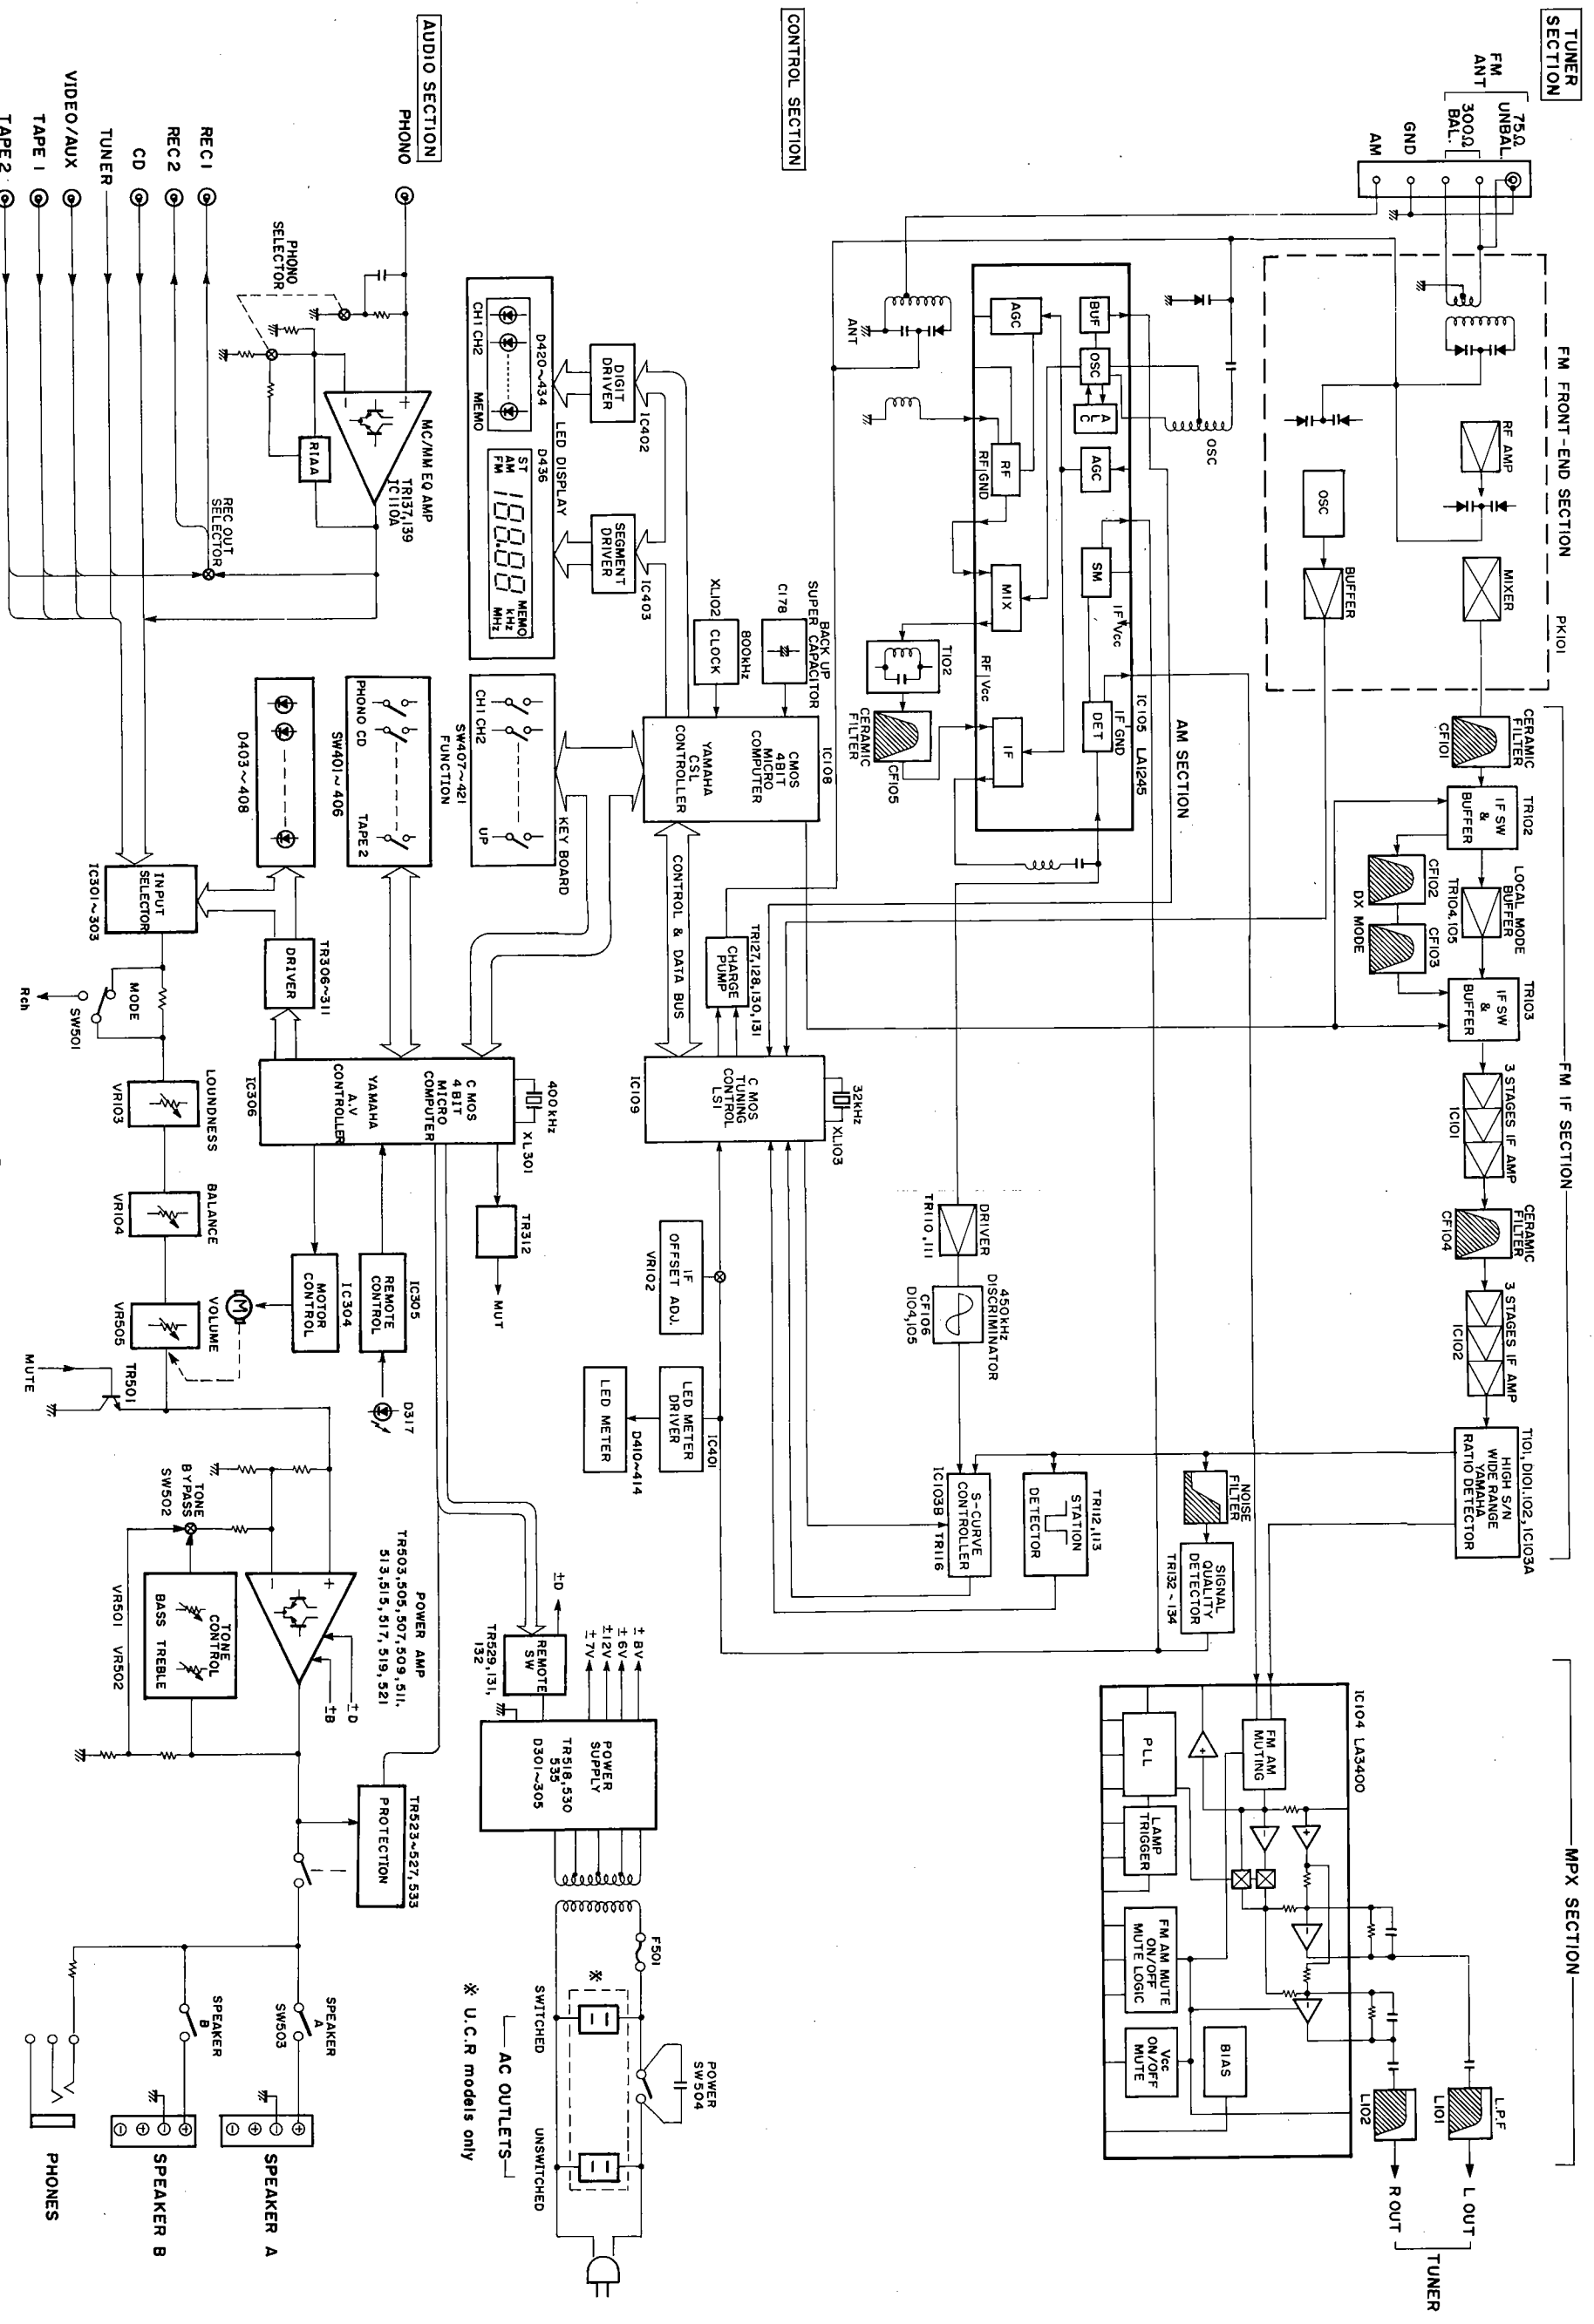 TUNER
SECTION
FM
ANT
75Ω
UNBAL.
300Ω
BAL.
GND
AM
FM FRONT-END SECTION
PK101
RF AMP
MIXER
OSC
BUFFER
FM IF SECTION
CERAMIC
FILTER
CF101
TR102
IF SW
&
BUFFER
LOCAL MODE
BUFFER
TR104,105
CF102
CF103
DX MODE
TR103
IF SW
&
BUFFER
3 STAGES IF AMP
IC101
CERAMIC
FILTER
CF104
3 STAGES IF AMP
IC102
T101, D101,102, IC103A
HIGH S/N
WIDE RANGE
YAMAHA
RATIO DETECTOR
MPX SECTION
IC104 LA3400
FM AM
MUTING
PLL
LAMP
TRIGGER
FM AM MUTE
ON/OFF
MUTE LOGIC
Vcc
ON/OFF
MUTE
BIAS
L.P.F
L101
L102
L OUT
R OUT
TUNER
AM SECTION
IC105 LA1245
ANT
OSC
AGC
BUF
OSC
ALC
AGC
RF
RF GND
SM
MIX
IF Vcc
RF Vcc
DET
IF GND
IF
T102
CERAMIC
FILTER
CF105
NOISE
FILTER
SIGNAL
QUALITY
DETECTOR
TR132~134
TR112,113
STATION
DETECTOR
S-CURVE
CONTROLLER
IC103B TR116
DRIVER
TR110,111
450kHz
DISCRIMINATOR
CF106
D104,105
CONTROL SECTION
BACK UP
SUPER CAPACITOR
C178
800kHz
CLOCK
XL102
IC108
CMOS
4BIT
MICRO
COMPUTER
YAMAHA
CSL
CONTROLLER
CONTROL & DATA BUS
TR127,128,130,131
CHARGE
PUMP
32kHz
XL103
C MOS
TUNING
CONTROL
LSI
IC109
IF
OFFSET ADJ.
VR102
IC401
LED METER
DRIVER
D410~414
LED METER
IC402
DIGIT
DRIVER
IC403
SEGMENT
DRIVER
LED DISPLAY
D420~434
CH1 CH2
MEMO
D436
ST
AM
FM
188.88
MEMO
kHz
MHz
KEY BOARD
CH1 CH2
UP
SW407~421
FUNCTION
PHONO CD
TAPE 2
SW401~406
D403~408
TR306~311
DRIVER
400kHz
XL301
C MOS
4BIT
MICRO
COMPUTER
YAMAHA
A.V
CONTROLLER
IC306
TR312
MUT
IC305
REMOTE
CONTROL
D317
IC304
MOTOR
CONTROL
M
AUDIO SECTION
PHONO
PHONO
SELECTOR
MC/MM EQ AMP
TR137,139
IC110A
RIAA
REC OUT
SELECTOR
REC 1
REC 2
CD
TUNER
VIDEO/AUX
TAPE 1
TAPE 2
INPUT
SELECTOR
IC301~303
MODE
SW501
Rch
LOUNDNESS
VR103
BALANCE
VR104
VOLUME
VR505
TR501
MUTE
POWER AMP
TR503,505,507,509,511,
513,515,517,519,521
±D
±B
TONE
BYPASS
SW502
TONE
CONTROL
BASS TREBLE
VR501 VR502
TR523~527,533
PROTECTION
±D
REMOTE
SW
TR529,131,
132
±B V
±6V
±12V
±7V
POWER
SUPPLY
TR518,530
535
D301~305
F501
POWER
SW504
SWITCHED
UNSWITCHED
AC OUTLETS
※
※ U.C.R models only
SPEAKER
A
SW503
SPEAKER
B
SPEAKER A
SPEAKER B
PHONES